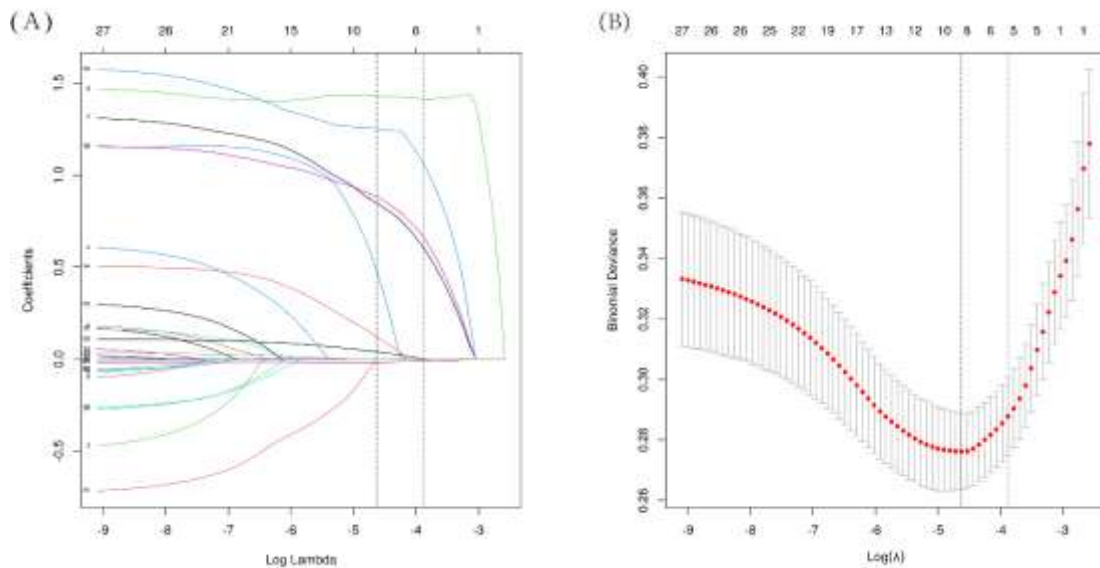 (A)
27 26 21 15 10 6 1
1.5
1.0
0.5
0.0
-0.5
Coefficients
-9 -8 -7 -6 -5 -4 -3
Log Lambda
(B)
27 26 26 25 22 19 17 13 12 10 8 6 5 5 1 1
0.40
0.38
0.36
0.34
0.32
0.30
0.28
0.26
Binomial Deviance
-9 -8 -7 -6 -5 -4 -3
Log(λ)